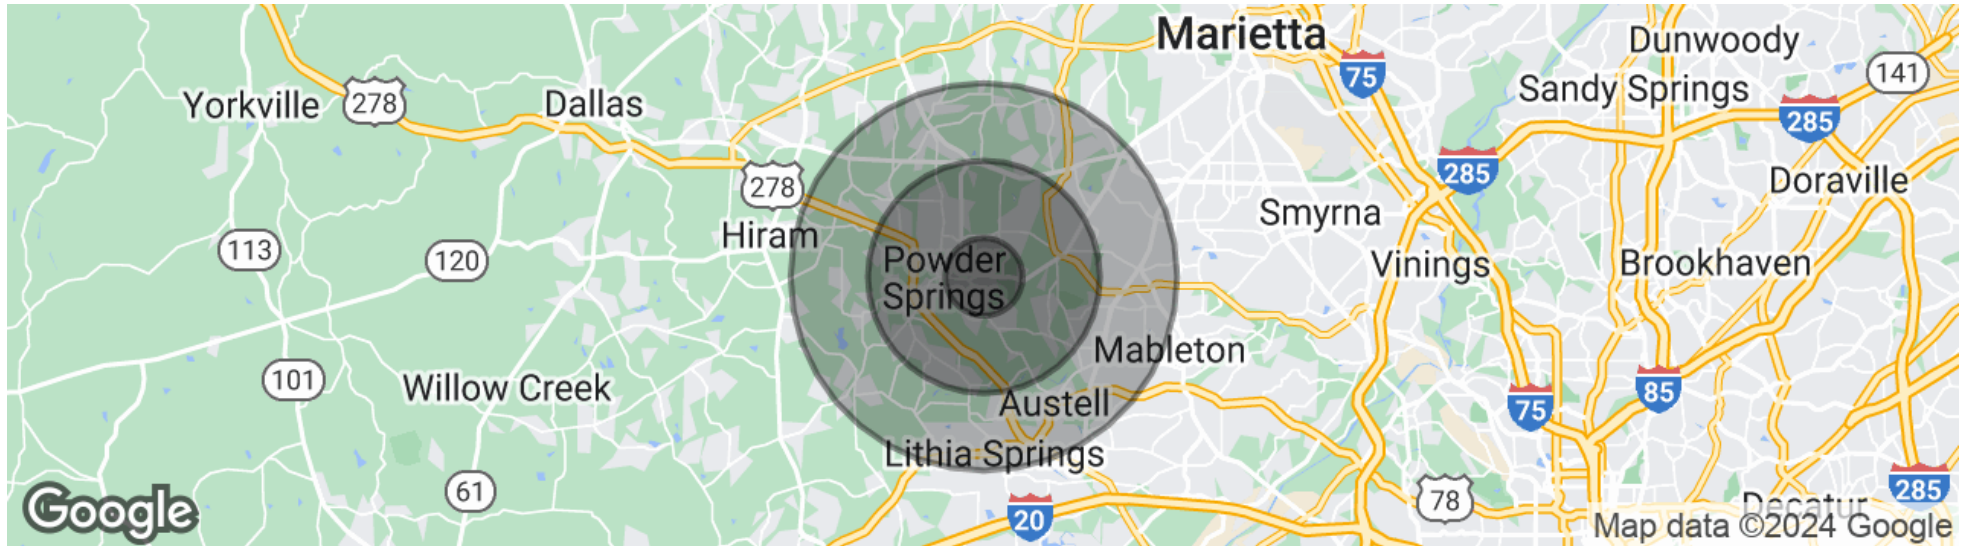 Marietta
Dunwoody
75
141
Sandy Springs
Yorkville
278
Dallas
285
285
278
Doraville
Smyrna
Hiram
113
120
Powder
Springs
Vinings
Brookhaven
Mableton
101
Willow Creek
85
Austell
75
Lithia Springs
61
78
285
Decatur
Google
20
Map data ©2024 Google